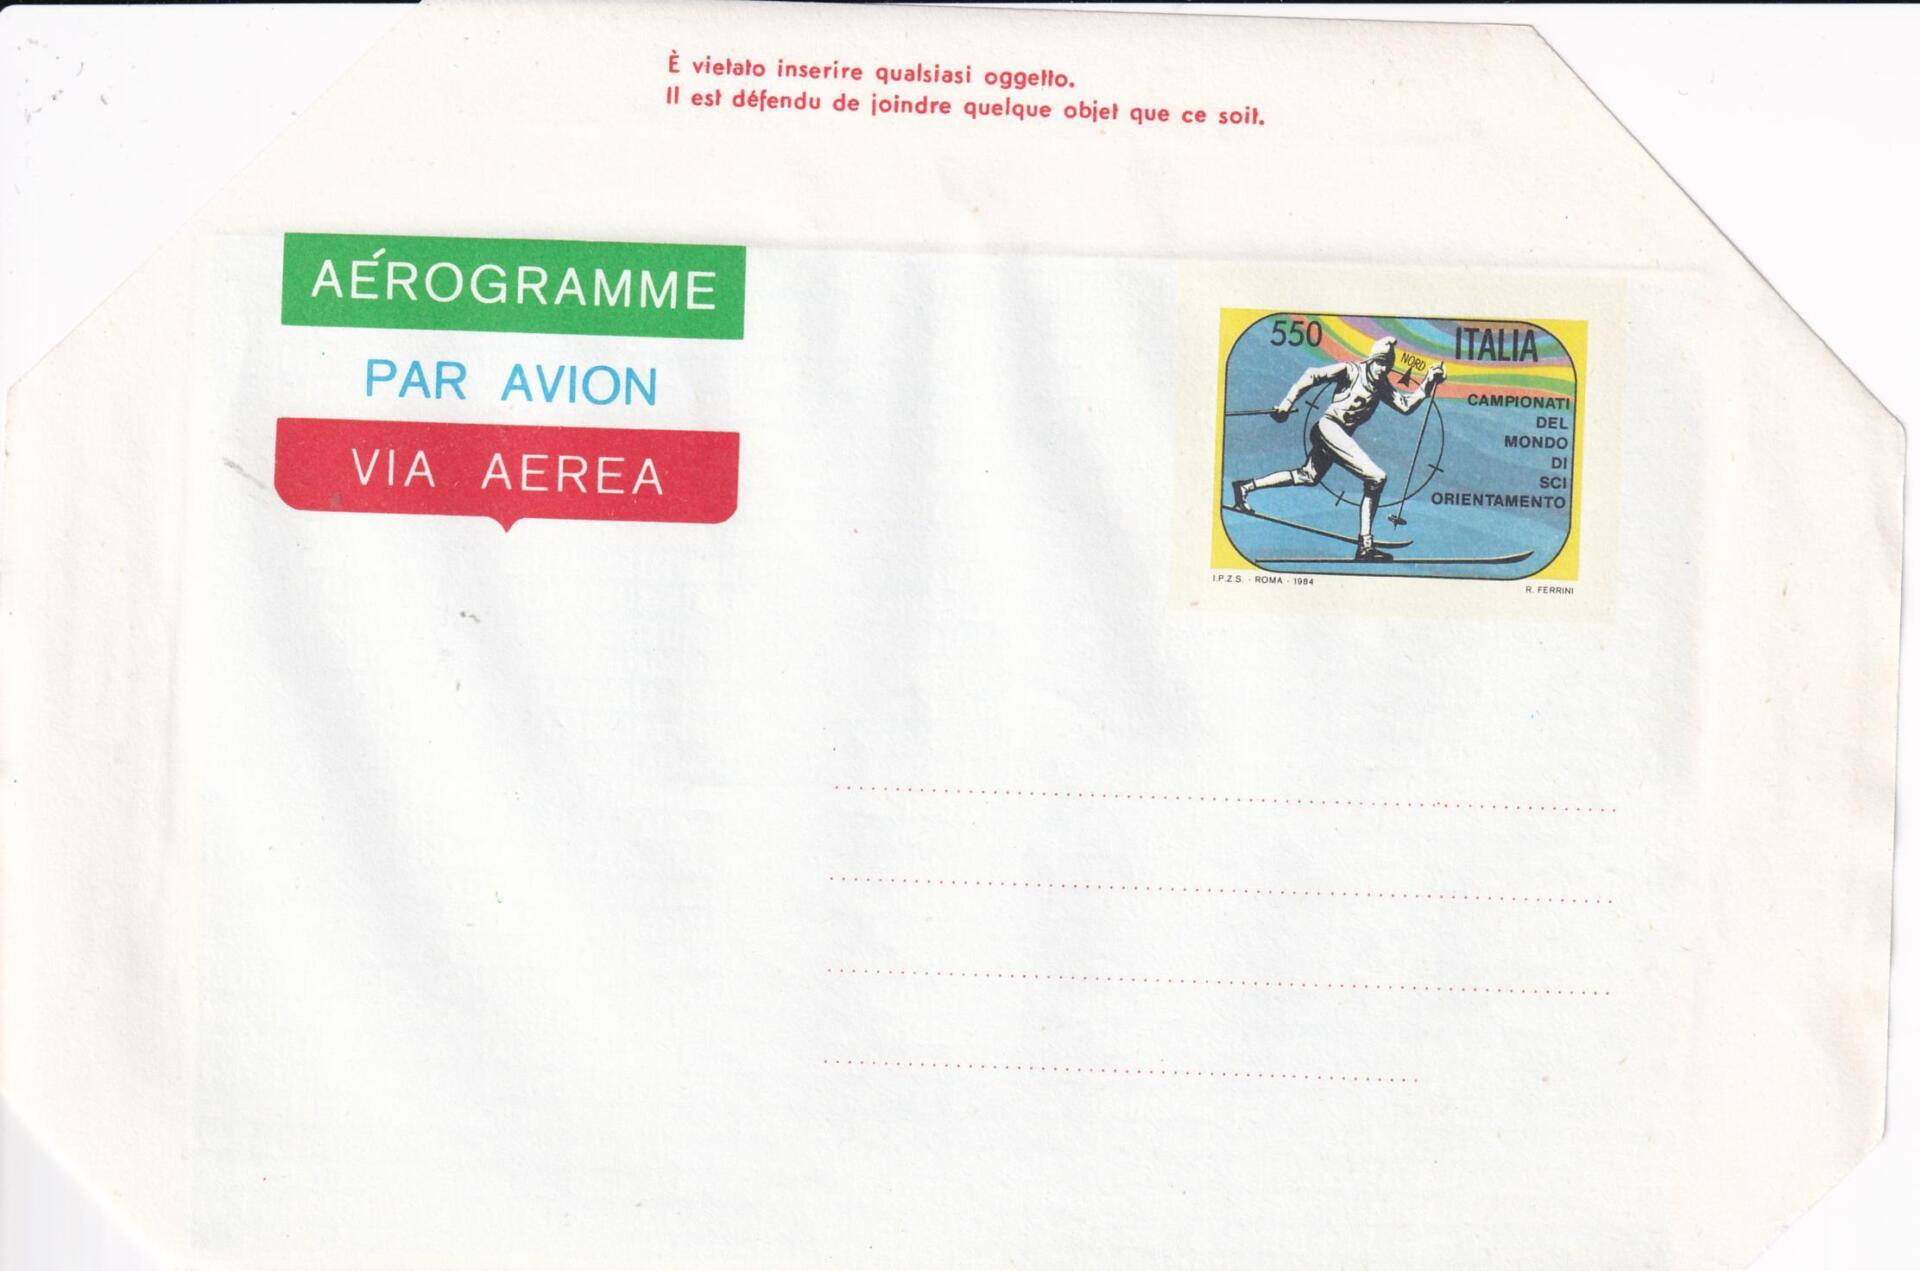 È vietato inserire qualsiasi oggetto.
Il est défendu de joindre quelque objet que ce soit.
AÉROGRAMME
PAR AVION
VIA AEREA
550
ITALIA
NORD
2
CAMPIONATI
DEL
MONDO
DI
SCI
ORIENTAMENTO
I.P.Z.S. - ROMA - 1984
R. FERRINI